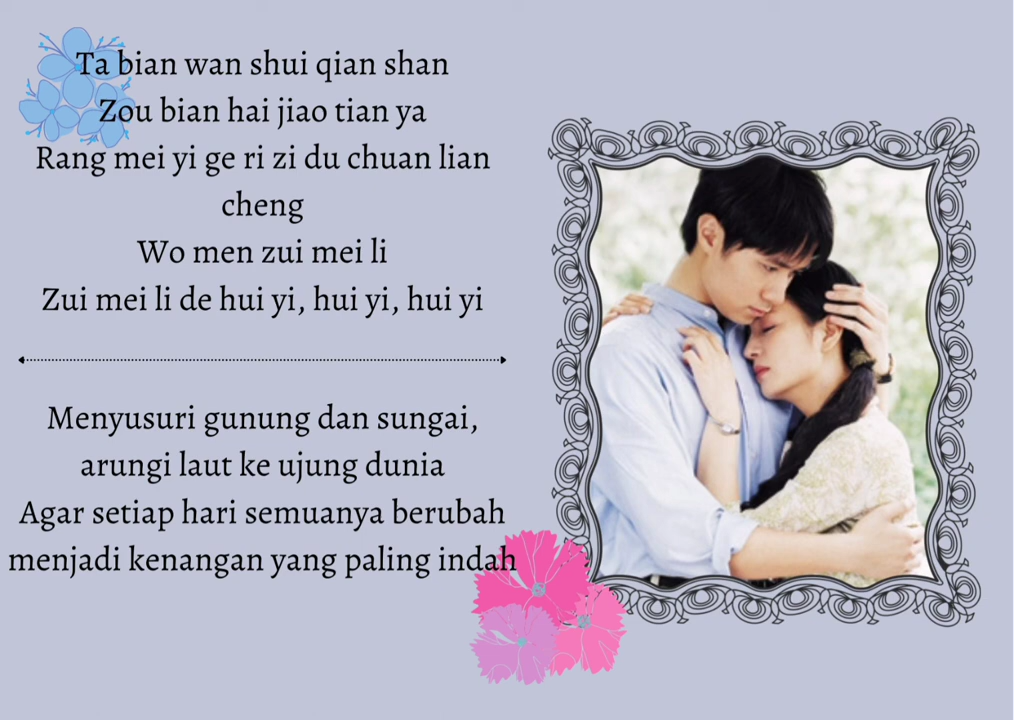 Ta bian wan shui qian shan
Zou bian hai jiao tian ya
Rang mei yi ge ri zi du chuan lian
cheng
Wo men zui mei li
Zui mei li de hui yi, hui yi, hui yi
Menyusuri gunung dan sungai,
arungi laut ke ujung dunia
Agar setiap hari semuanya berubah
menjadi kenangan yang paling indah